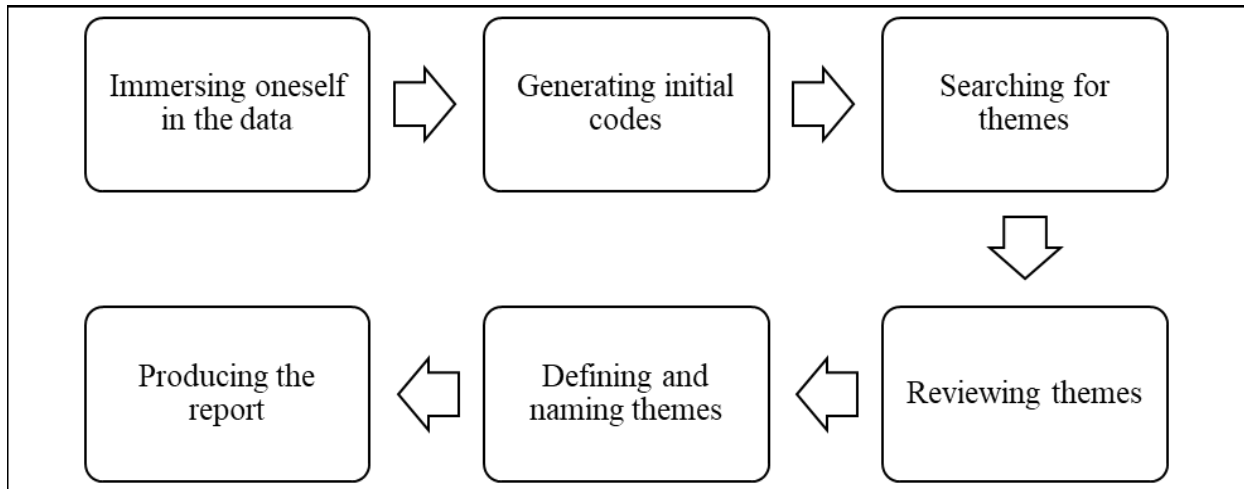 Immersing oneself
in the data
Generating initial
codes
Searching for
themes
Reviewing themes
Defining and
naming themes
Producing the
report